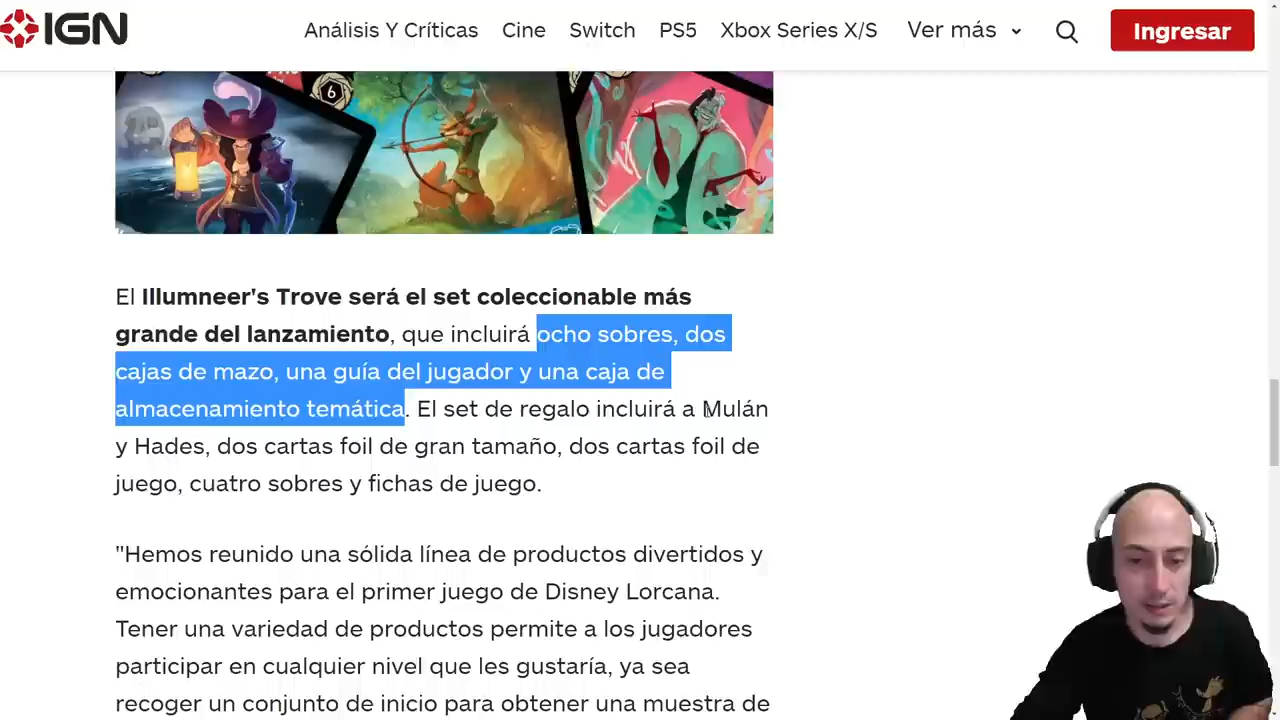 IGN
Análisis Y Críticas Cine Switch PS5 Xbox Series X/S Ver más Ingresar
6
El Illumneer's Trove será el set coleccionable más
grande del lanzamiento, que incluirá ocho sobres, dos
cajas de mazo, una guía del jugador y una caja de
almacenamiento temática. El set de regalo incluirá a Mulán
y Hades, dos cartas foil de gran tamaño, dos cartas foil de
juego, cuatro sobres y fichas de juego.
"Hemos reunido una sólida línea de productos divertidos y
emocionantes para el primer juego de Disney Lorcana.
Tener una variedad de productos permite a los jugadores
participar en cualquier nivel que les gustaría, ya sea
recoger un conjunto de inicio para obtener una muestra de